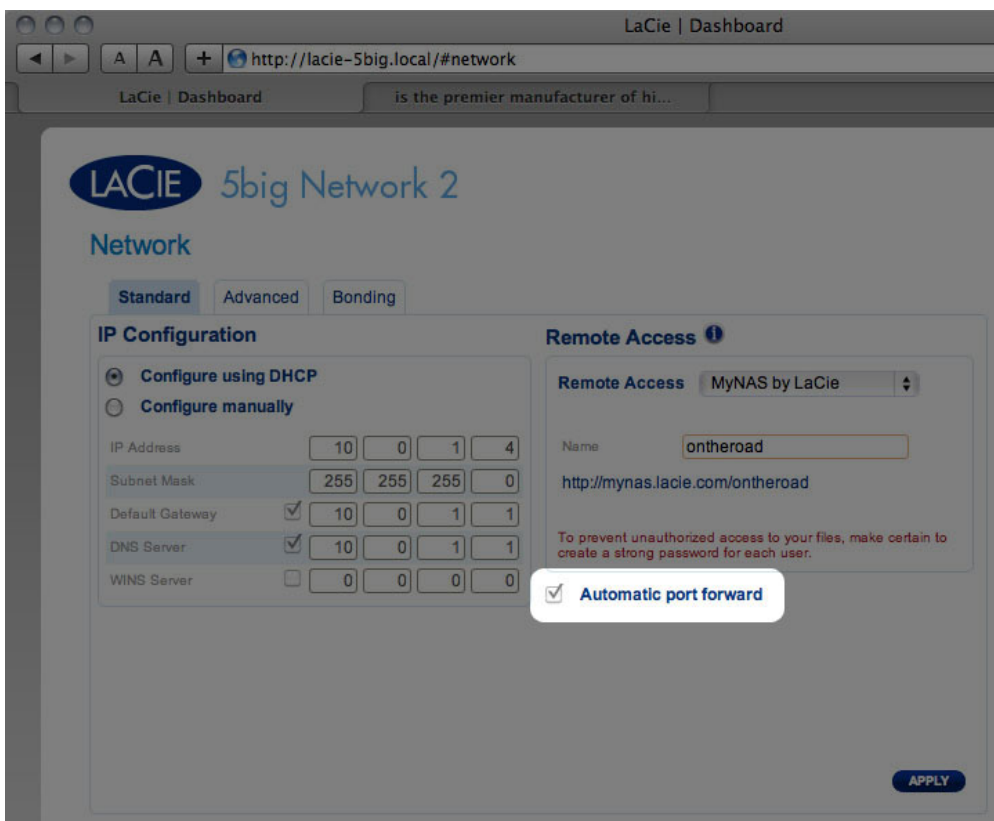 LaCie | Dashboard
A A + http://lacie-5big.local/#network
LaCie | Dashboard
is the premier manufacturer of hi...
LACIE 5big Network 2
Network
Standard Advanced Bonding
IP Configuration
Configure using DHCP
Configure manually
IP Address 10 0 1 4
Subnet Mask 255 255 255 0
Default Gateway 10 0 1 1
DNS Server 10 0 1 1
WINS Server 0 0 0 0
Remote Access i
Remote Access MyNAS by LaCie
Name ontheroad
http://mynas.lacie.com/ontheroad
To prevent unauthorized access to your files, make certain to
create a strong password for each user.
Automatic port forward
APPLY